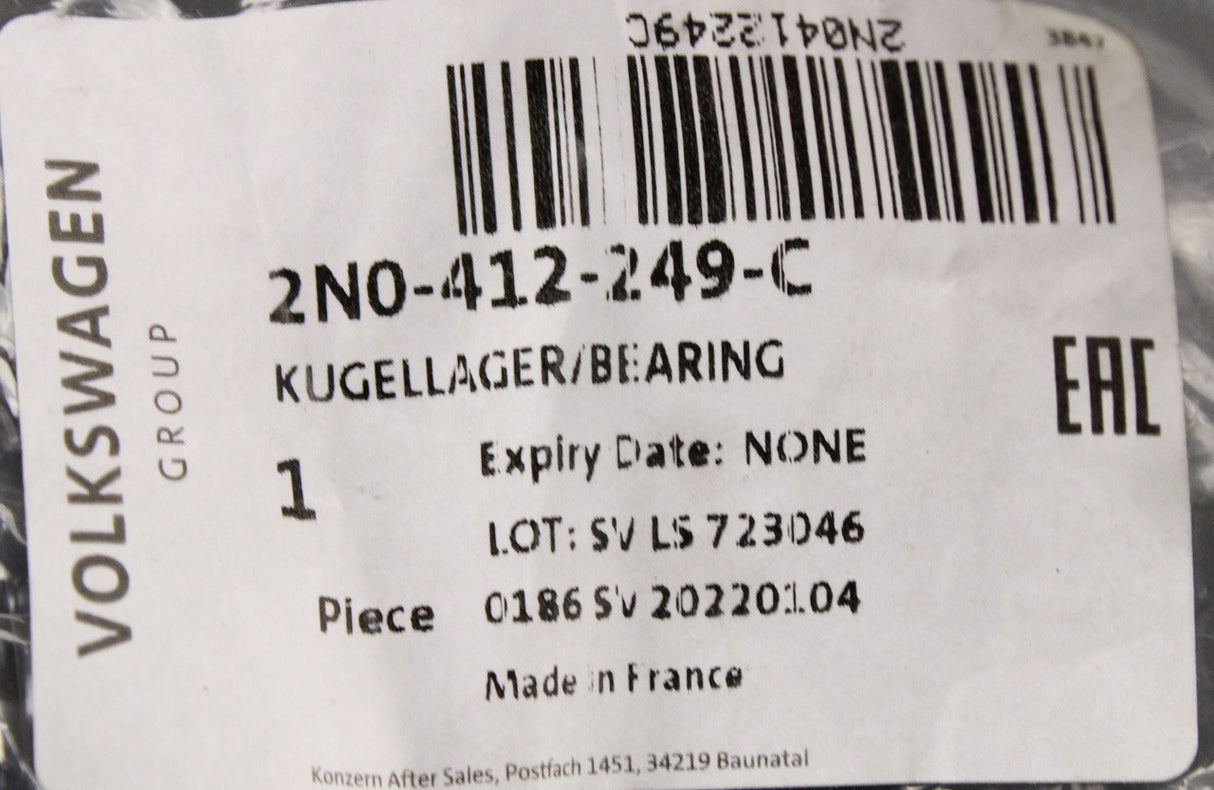 2N0412249C
3847
2N0-412-249-C
KUGELLAGER/BEARING
EAC
1
Expiry Date: NONE
LOT: SV LS 723046
Piece
0186 SV 20220104
Made in France
Konzern After Sales, Postfach 1451, 34219 Baunatal
VOLKSWAGEN
GROUP